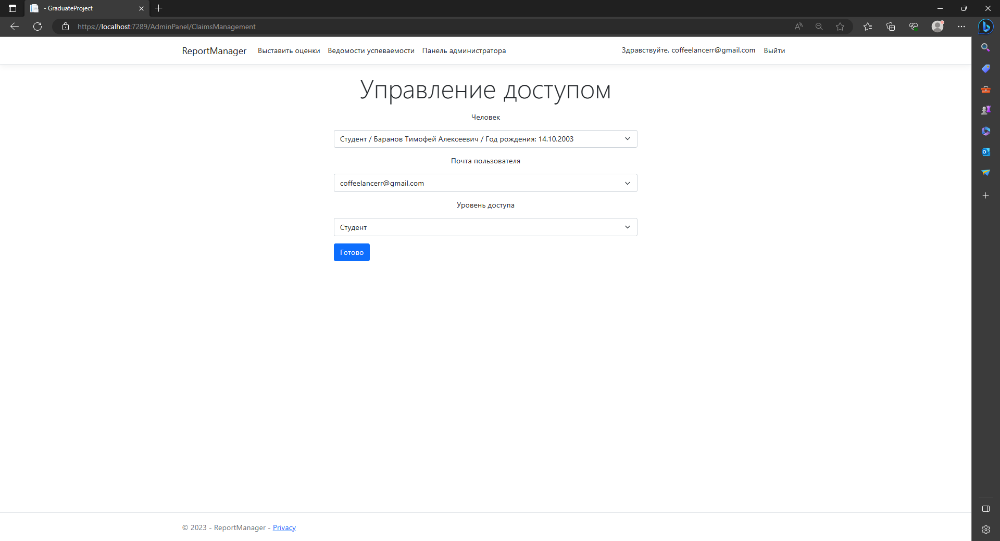 - GraduateProject
https://localhost:7289/AdminPanel/ClaimsManagement
ReportManager Выставить оценки Ведомости успеваемости Панель администратора Здравствуйте, coffeelancerr@gmail.com Выйти
Управление доступом
Человек
Студент / Баранов Тимофей Алексеевич / Год рождения: 14.10.2003
Почта пользователя
coffeelancerr@gmail.com
Уровень доступа
Студент
Готово
© 2023 - ReportManager - Privacy